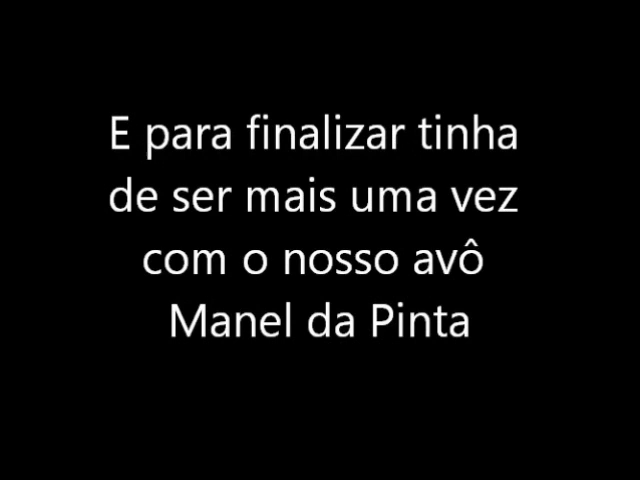 E para finalizar tinha
de ser mais uma vez
com o nosso avô
Manel da Pinta